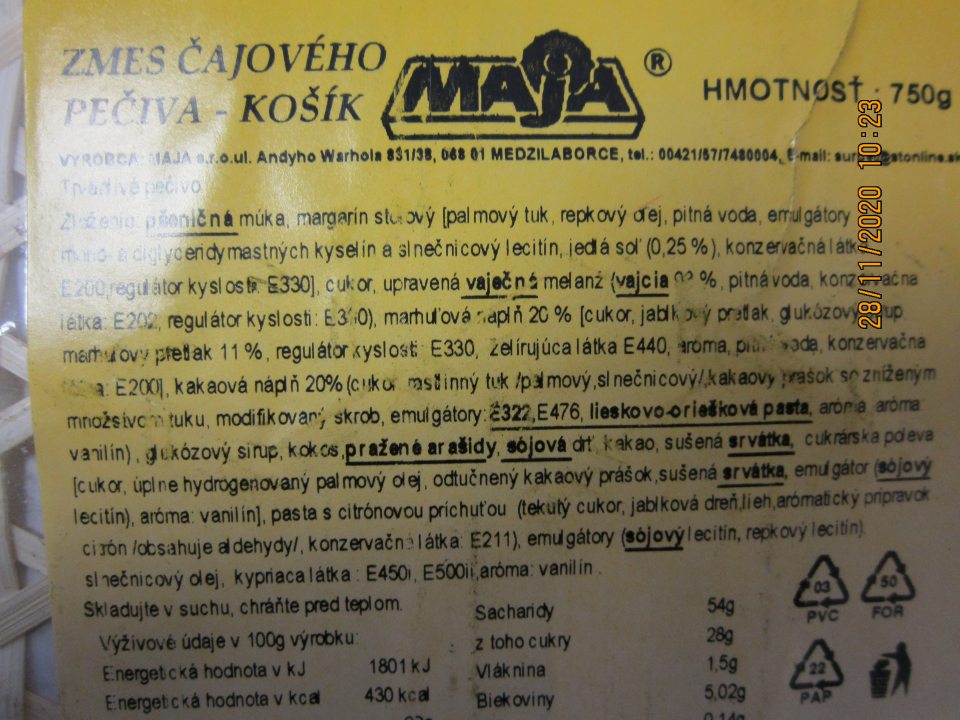 ZMES ČAJOVÉHO
PEČIVA - KOŠÍK
MAJA ®
HMOTNOSŤ : 750g
VYROBCA: MAJA s.r.o.ul. Andyho Warhola 831/38, 068 01 MEDZILABORCE, tel.: 00421/57/7480004, E-mail:
Trvanlivé pečivo
Zloženie: pšeničná múka, margarín stolový [palmový tuk, repkový olej, pitná voda, emulgátory
mono- a diglyceridymastných kyselín a slnečnicový lecitín, jedlá soľ (0,25 %), konzervačná látka
E200,regulátor kyslosti: E330], cukor, upravená vaječná melanž (vajcia %, pitná voda, konzervačna
látka: E202, regulátor kyslosti: E330), marhuľová náplň 20 % [cukor, jablkový pretlak, glukózový sirup,
marhuľový pretlak 11 %, regulátor kyslosti: E330, želírujúca látka E440, aróma, pitná voda, konzervačna
látka: E200], kakaová náplň 20% (cukor, rastlinný tuk /palmový,slnečnicový/,kakaový prášok so zníženým
množstvom tuku, modifikovaný škrob, emulgátory: E322,E476, lieskovo-oriešková pasta, aróma, aróma:
vanilín) , glukózový sirup, kokos,pražené arašidy, sójová drť, kakao, sušená srvátka, cukrárska poleva
[cukor, úplne hydrogenovaný palmový olej, odtučnený kakaový prášok,sušená srvátka, emulgátor (sójový
lecitín), aróma: vanilín], pasta s citrónovou príchuťou (tekutý cukor, jablková dreň,lieh,arómatický prípravok
citrón /obsahuje aldehydy/, konzervačná látka: E211), emulgátory (sójový lecitín, repkový lecitín)
slnečnicový olej, kypriaca látka : E450i, E500ii,aróma: vanilín .
Skladujte v suchu, chráňte pred teplom.
Výživové údaje v 100g výrobku:
Energetická hodnota v kJ 1801 kJ
Energetická hodnota v kcal 430 kcal
Sacharidy 54g
z toho cukry 28g
Vláknina 1,5g
Bielkoviny 5,02g
0,14g
03
PVC
50
FOR
22
PAP
28/11/2020 10:23